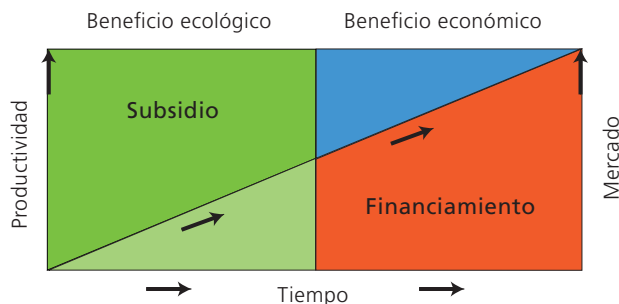 Beneficio ecológico
Beneficio económico
Productividad
Subsidio
Financiamiento
Mercado
Tiempo